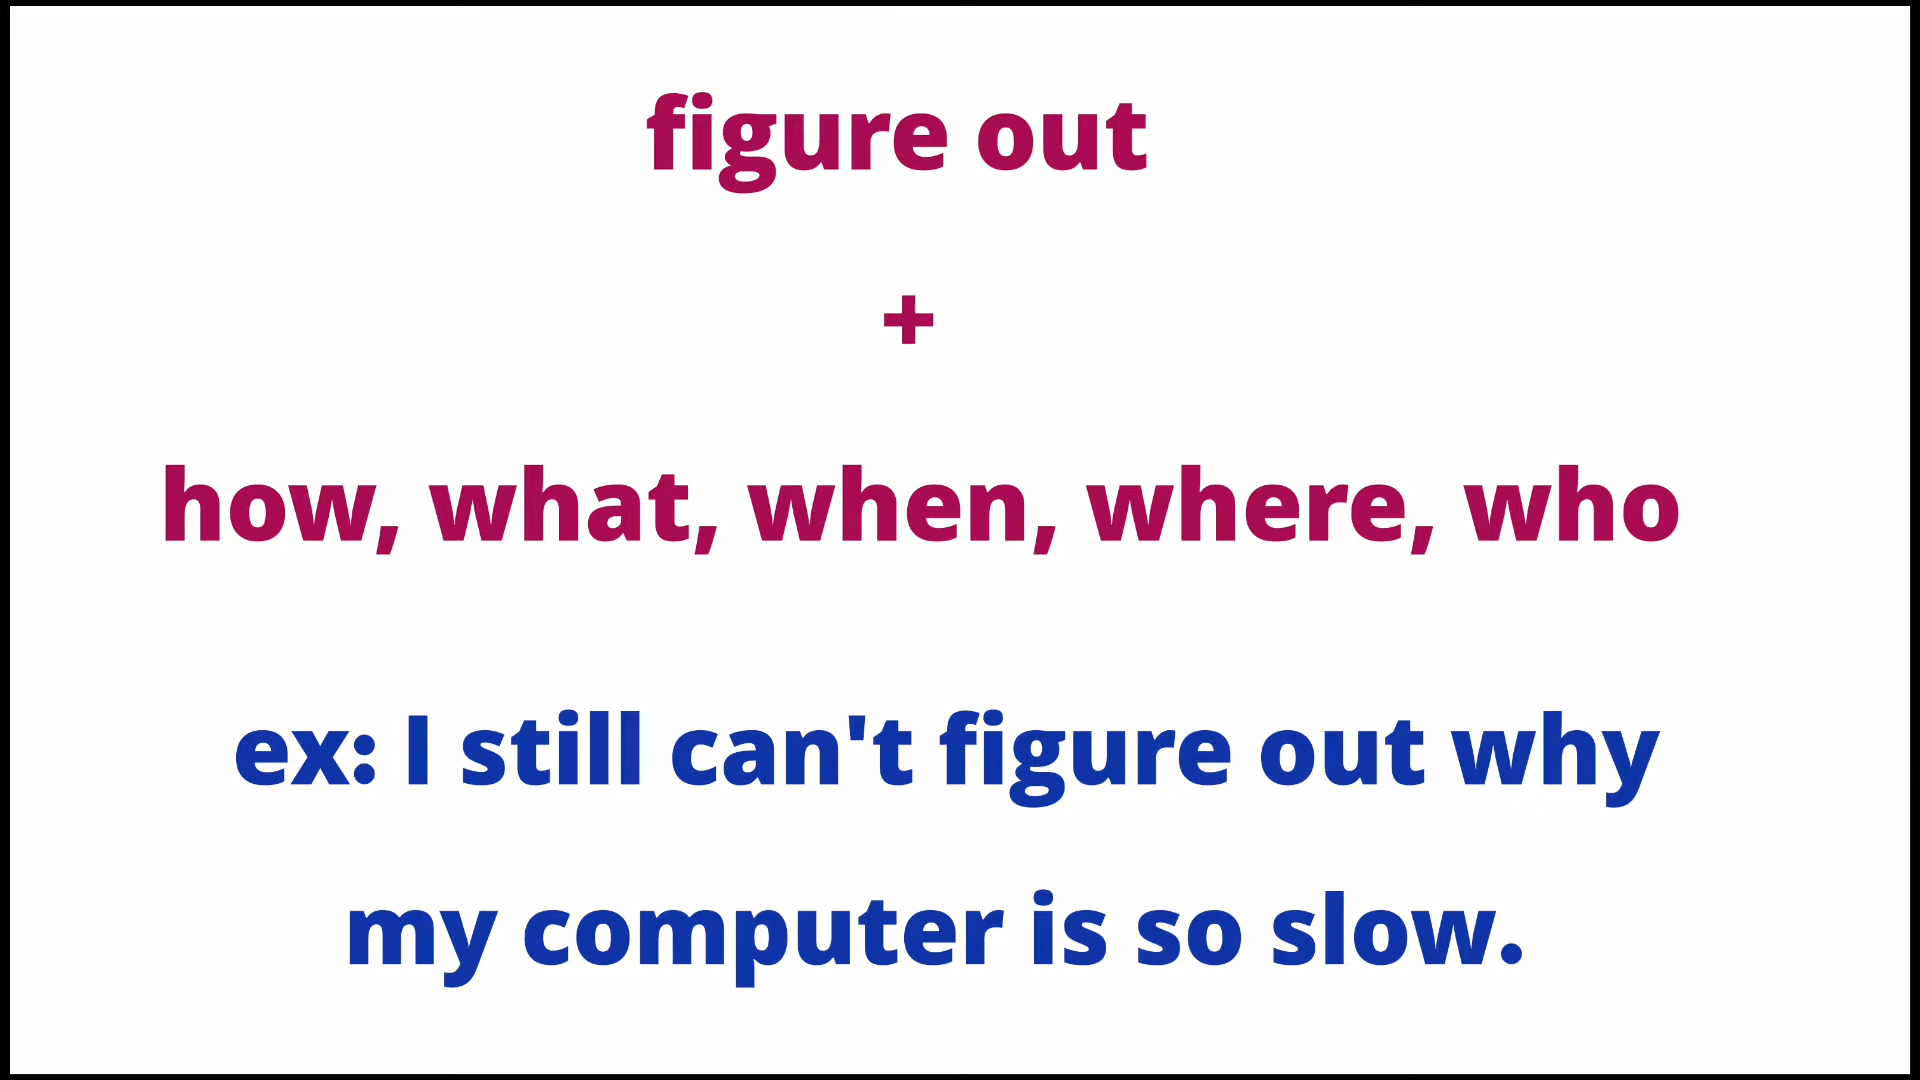 figure out
+
how, what, when, where, who
ex: I still can't figure out why
my computer is so slow.